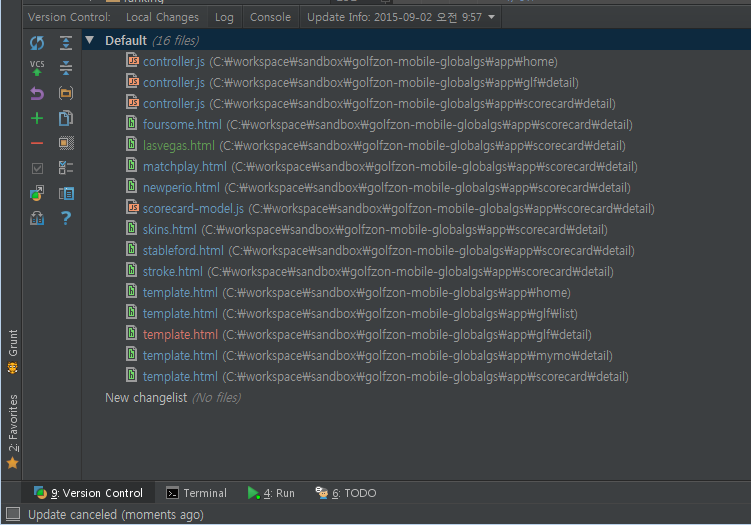 Version Control: Local Changes Log Console Update Info: 2015-09-02 오전 9:57
Default (16 files)
VCS
controller.js (C:₩workspace₩sandbox₩golfzon-mobile-globalgs₩app₩home)
controller.js (C:₩workspace₩sandbox₩golfzon-mobile-globalgs₩app₩glf₩detail)
controller.js (C:₩workspace₩sandbox₩golfzon-mobile-globalgs₩app₩scorecard₩detail)
foursome.html (C:₩workspace₩sandbox₩golfzon-mobile-globalgs₩app₩scorecard₩detail)
lasvegas.html (C:₩workspace₩sandbox₩golfzon-mobile-globalgs₩app₩scorecard₩detail)
matchplay.html (C:₩workspace₩sandbox₩golfzon-mobile-globalgs₩app₩scorecard₩detail)
newperio.html (C:₩workspace₩sandbox₩golfzon-mobile-globalgs₩app₩scorecard₩detail)
scorecard-model.js (C:₩workspace₩sandbox₩golfzon-mobile-globalgs₩app₩scorecard₩detail)
skins.html (C:₩workspace₩sandbox₩golfzon-mobile-globalgs₩app₩scorecard₩detail)
stableford.html (C:₩workspace₩sandbox₩golfzon-mobile-globalgs₩app₩scorecard₩detail)
stroke.html (C:₩workspace₩sandbox₩golfzon-mobile-globalgs₩app₩scorecard₩detail)
template.html (C:₩workspace₩sandbox₩golfzon-mobile-globalgs₩app₩home)
template.html (C:₩workspace₩sandbox₩golfzon-mobile-globalgs₩app₩glf₩list)
template.html (C:₩workspace₩sandbox₩golfzon-mobile-globalgs₩app₩glf₩detail)
template.html (C:₩workspace₩sandbox₩golfzon-mobile-globalgs₩app₩mymo₩detail)
template.html (C:₩workspace₩sandbox₩golfzon-mobile-globalgs₩app₩scorecard₩detail)
New changelist (No files)
Grunt
2: Favorites
9: Version Control Terminal 4: Run 6: TODO
Update canceled (moments ago)